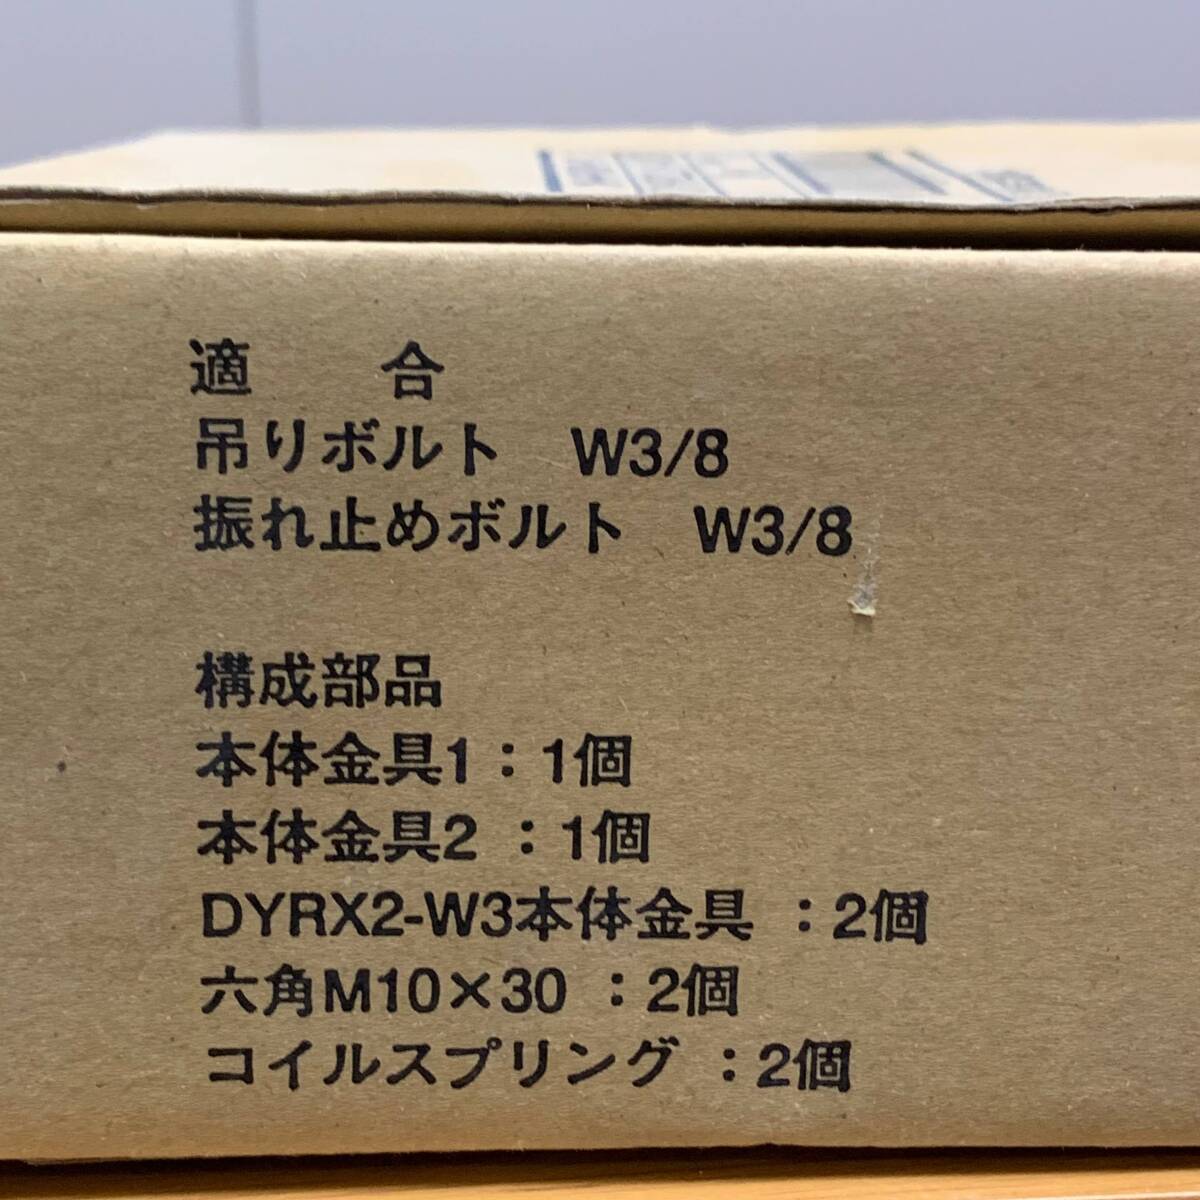 適　合
吊りボルト　W3/8
振れ止めボルト　W3/8
構成部品
本体金具1：1個
本体金具2：1個
DYRX2-W3本体金具：2個
六角M10×30：2個
コイルスプリング：2個